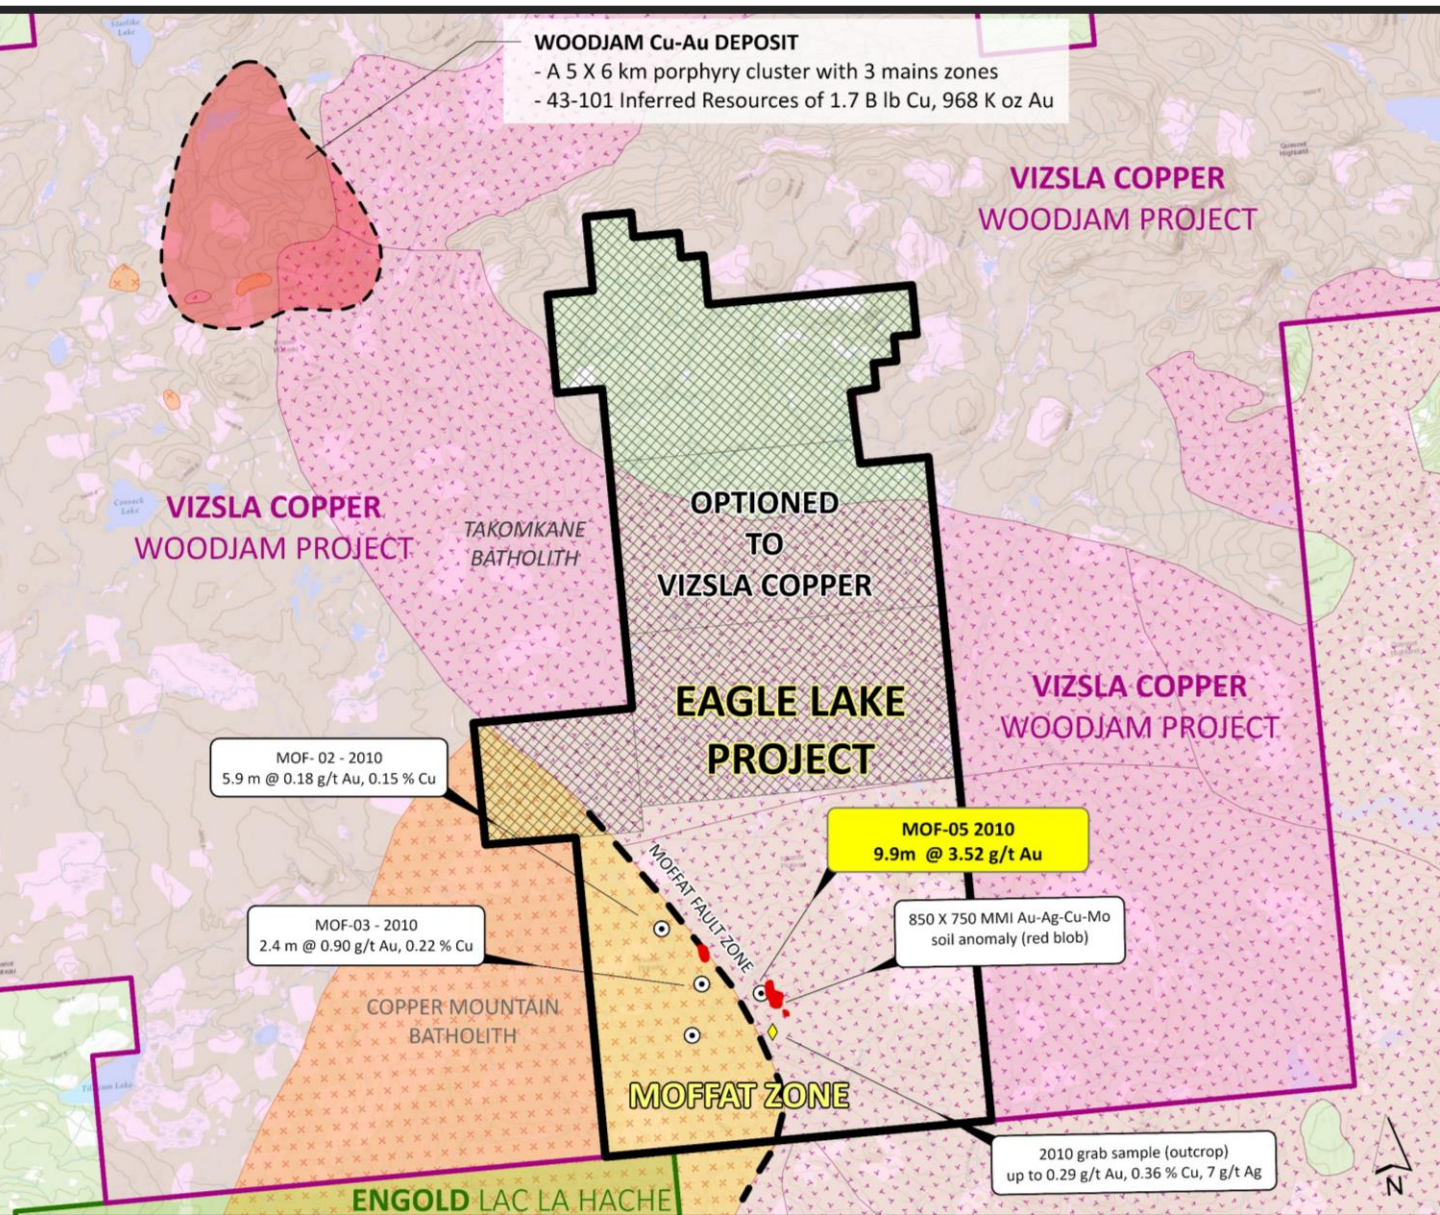 WOODJAM Cu-Au DEPOSIT
- A 5 X 6 km porphyry cluster with 3 mains zones
- 43-101 Inferred Resources of 1.7 B lb Cu, 968 K oz Au
VIZSLA COPPER
WOODJAM PROJECT
VIZSLA COPPER
WOODJAM PROJECT
TAKOMKANE
BATHOLITH
OPTIONED
TO
VIZSLA COPPER
EAGLE LAKE
PROJECT
VIZSLA COPPER
WOODJAM PROJECT
MOF- 02 - 2010
5.9 m @ 0.18 g/t Au, 0.15 % Cu
MOF-05 2010
9.9m @ 3.52 g/t Au
MOFFAT FAULT ZONE
MOF-03 - 2010
2.4 m @ 0.90 g/t Au, 0.22 % Cu
850 X 750 MMI Au-Ag-Cu-Mo
soil anomaly (red blob)
COPPER MOUNTAIN
BATHOLITH
MOFFAT ZONE
2010 grab sample (outcrop)
up to 0.29 g/t Au, 0.36 % Cu, 7 g/t Ag
N
ENGOLD LAC LA HACHE